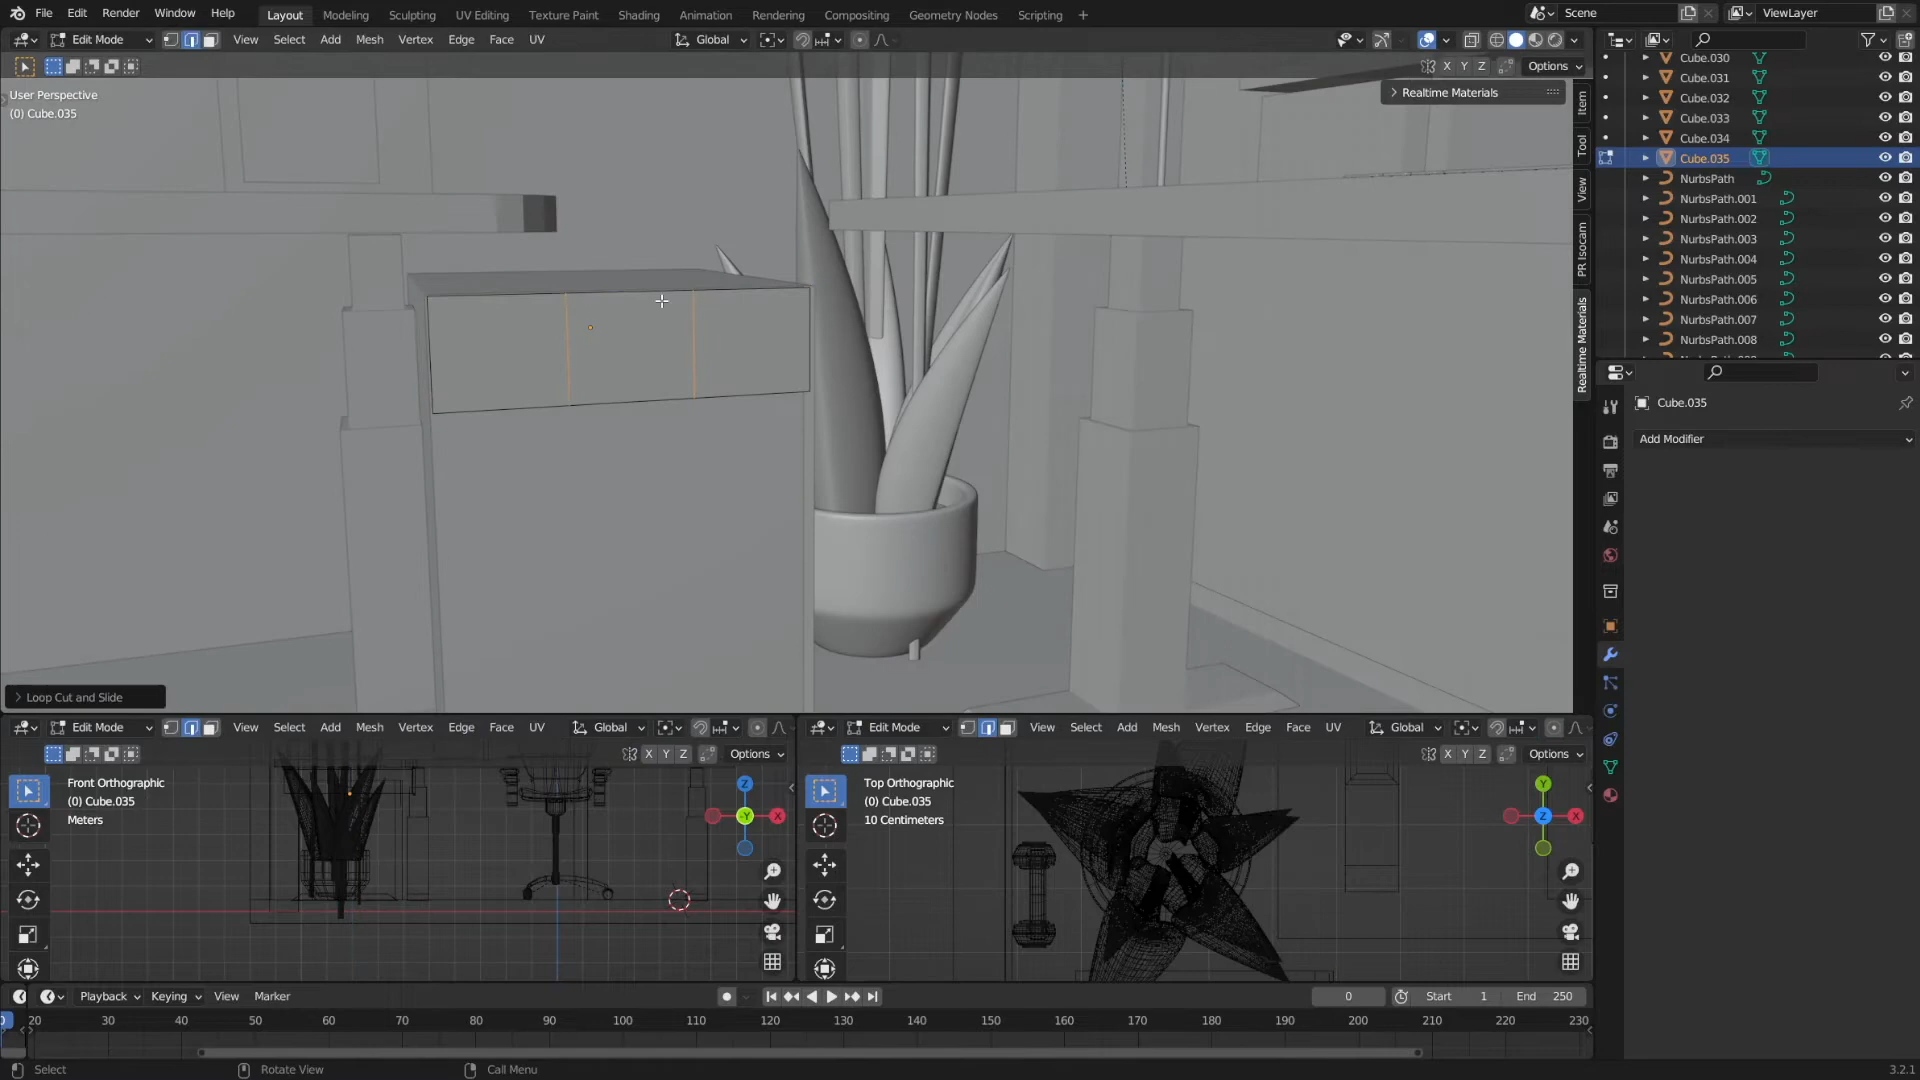 File Edit Render Window Help Layout Modeling Sculpting UV Editing Texture Paint Shading Animation Rendering Compositing Geometry Nodes Scripting Scene ViewLayer
Edit Mode View Select Add Mesh Vertex Edge Face UV Global
X Y Z Options
User Perspective
(0) Cube.035
Realtime Materials
Item
Tool
View
PR Isocam
Realtime Materials
Cube.030
Cube.031
Cube.032
Cube.033
Cube.034
Cube.035
NurbsPath
NurbsPath.001
NurbsPath.002
NurbsPath.003
NurbsPath.004
NurbsPath.005
NurbsPath.006
NurbsPath.007
NurbsPath.008
Cube.035
Add Modifier
Loop Cut and Slide
Edit Mode View Select Add Mesh Vertex Edge Face UV Global
X Y Z Options
Front Orthographic
(0) Cube.035
Meters
Z
-Y
X
Edit Mode View Select Add Mesh Vertex Edge Face UV Global
X Y Z Options
Top Orthographic
(0) Cube.035
10 Centimeters
Y
Z
X
Playback Keying View Marker 0 Start 1 End 250
0 20 30 40 50 60 70 80 90 100 110 120 130 140 150 160 170 180 190 200 210 220 230
Select Rotate View Call Menu 3.2.1